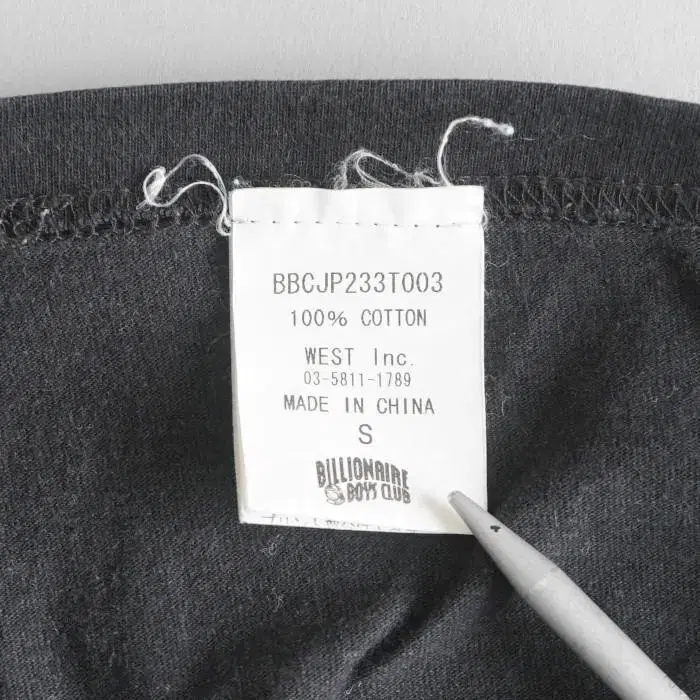 BBCJP233T003
100% COTTON
WEST Inc.
03-5811-1789
MADE IN CHINA
S
BILLIONAIRE
BOYS CLUB